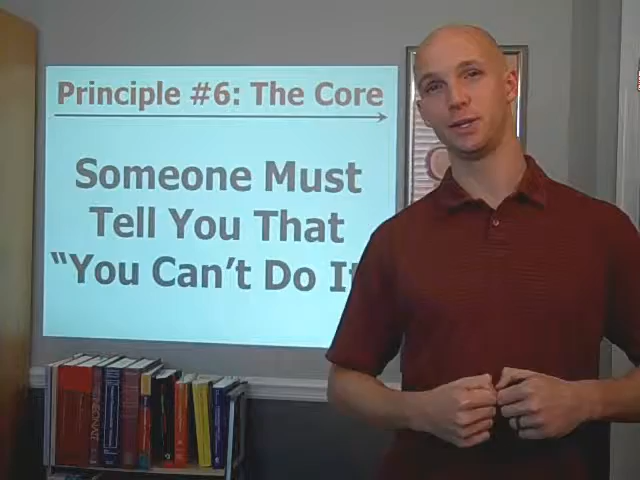 Principle #6: The Core
Someone Must
Tell You That
“You Can't Do It